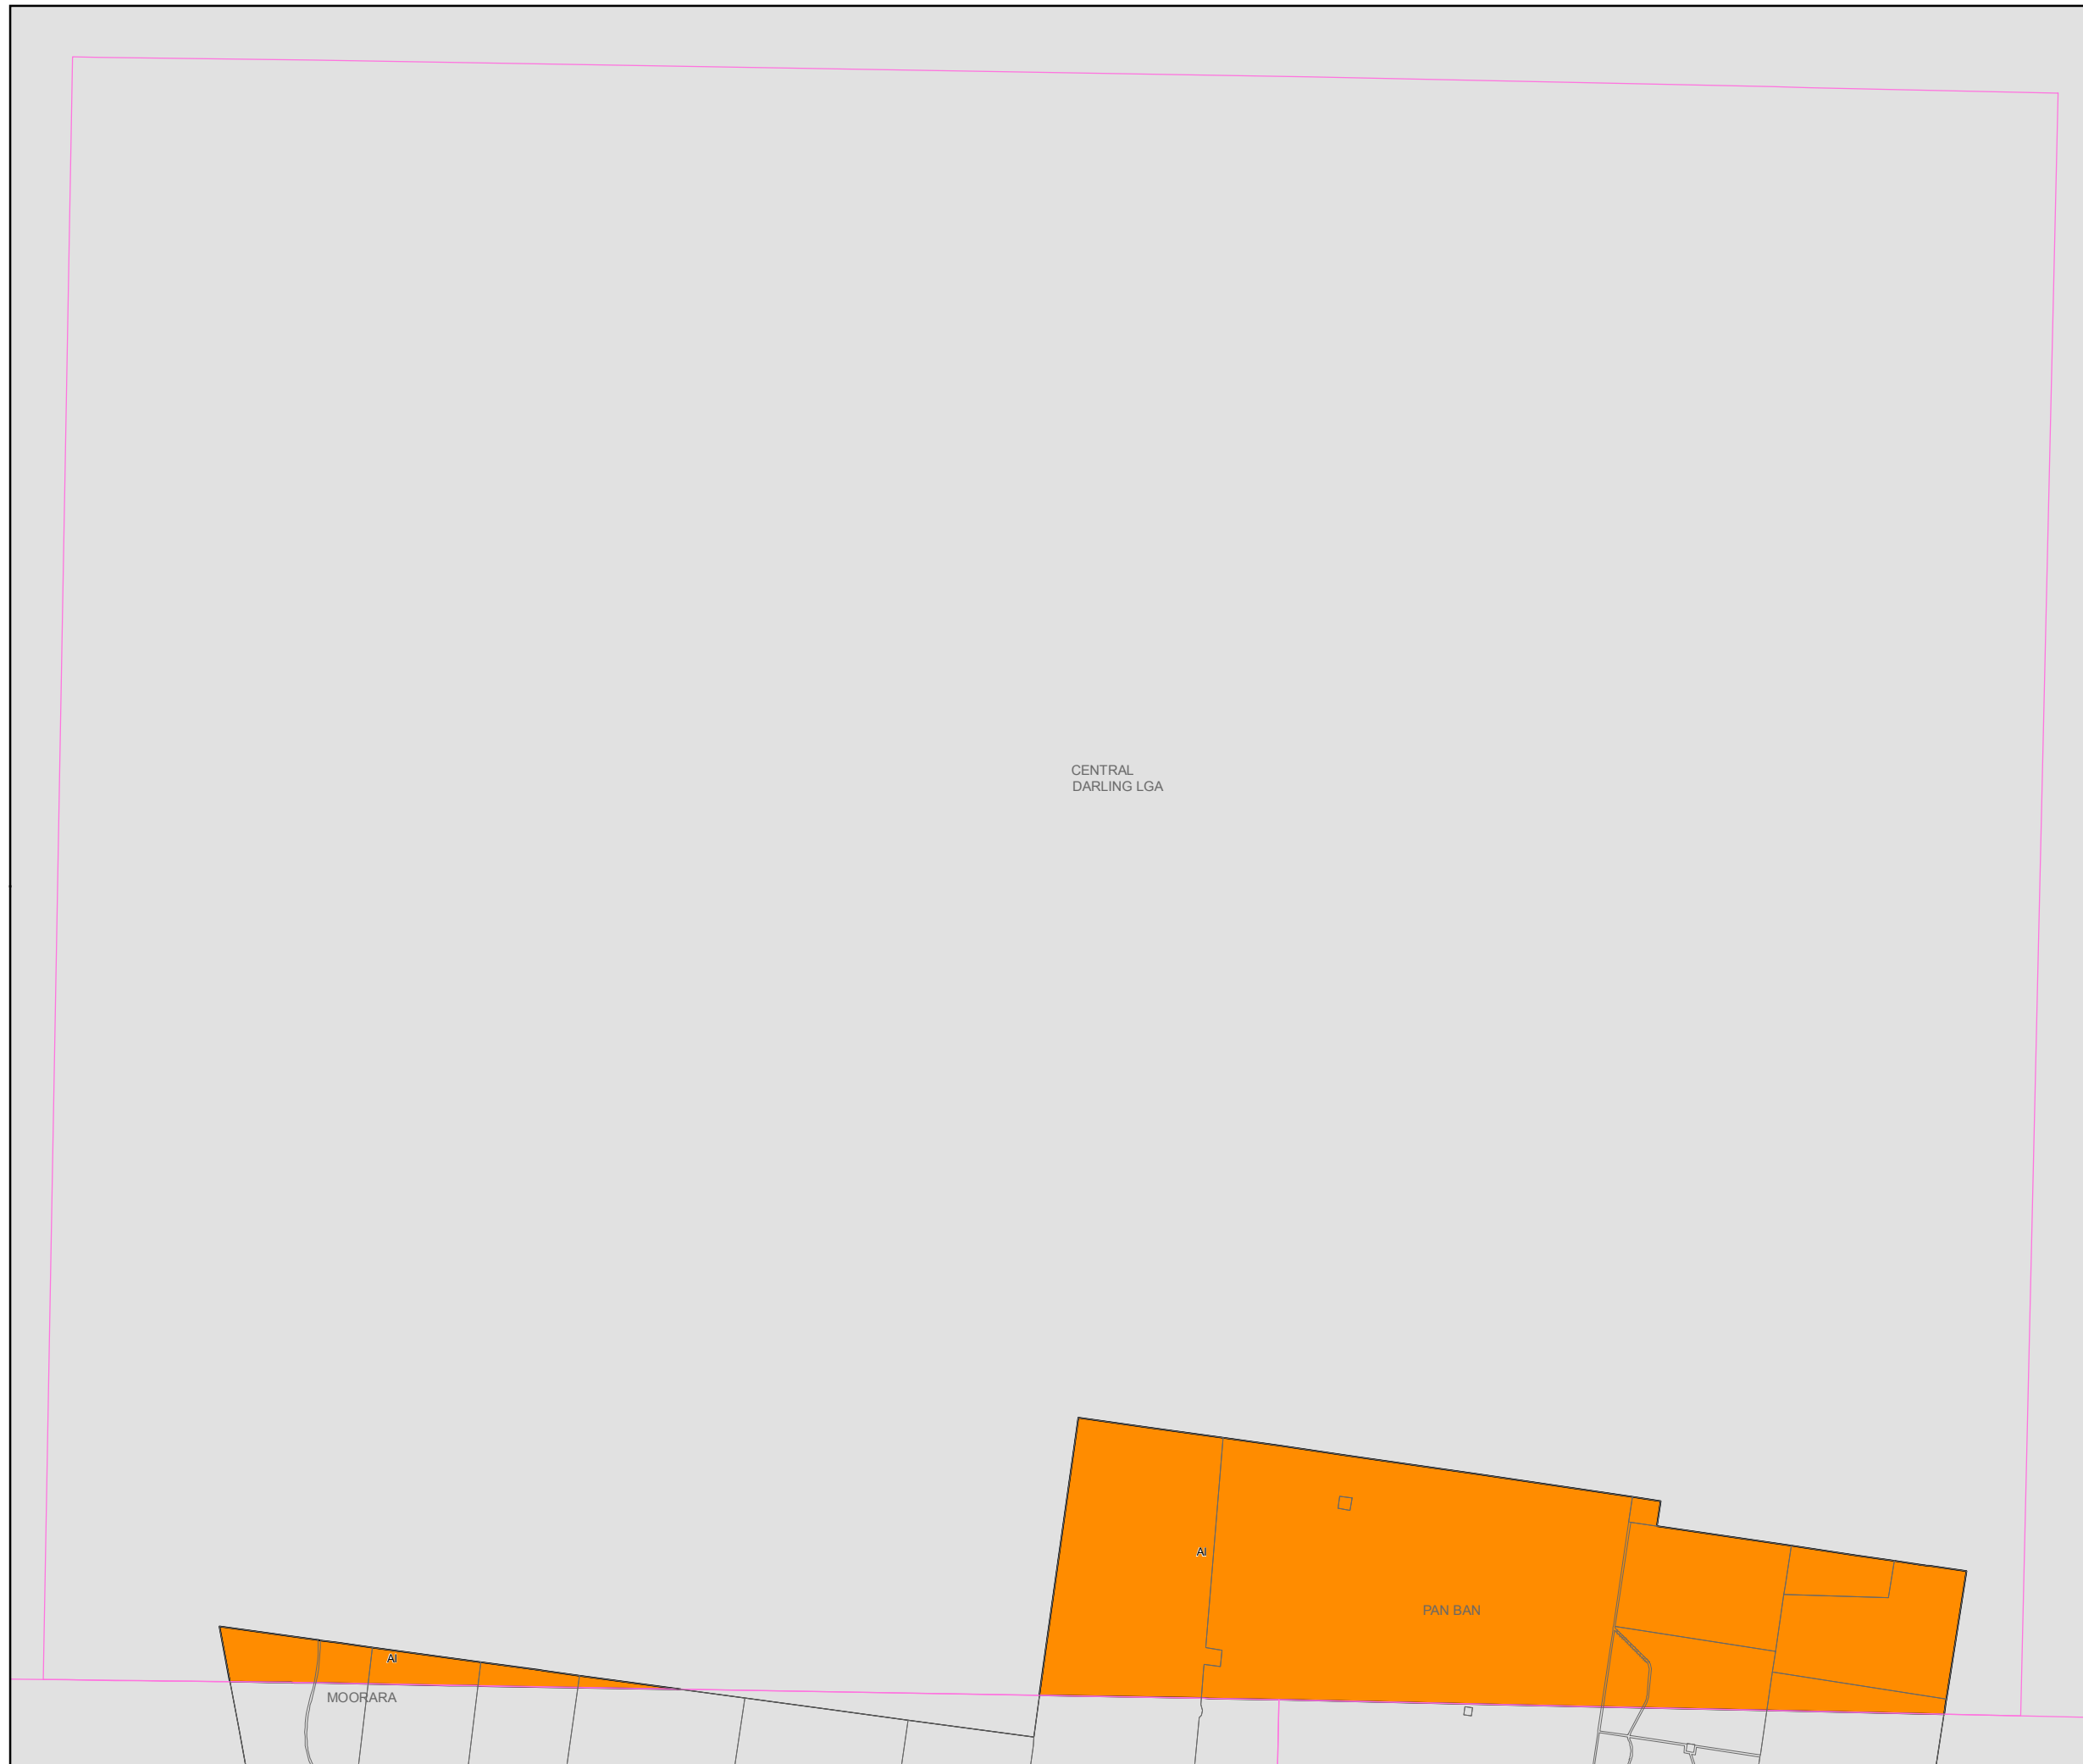 CENTRAL
DARLING LGA
AI
PAN BAN
AI
MOORARA